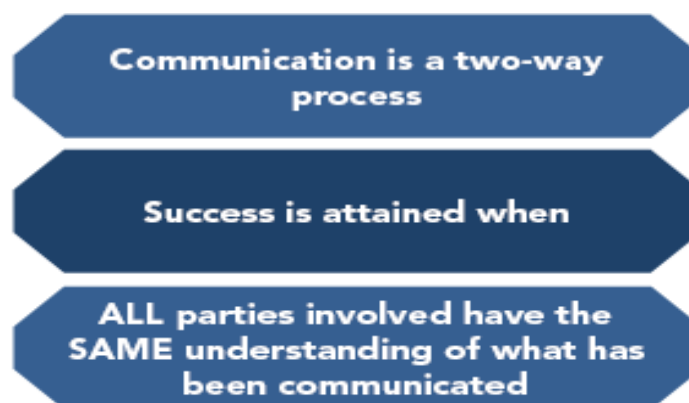 Communication is a two-way
process
Success is attained when
ALL parties involved have the
SAME understanding of what has
been communicated